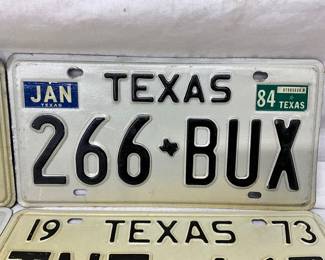 JAN TEXAS 84
TEXAS TEXAS
266 BUX
19 TEXAS 73